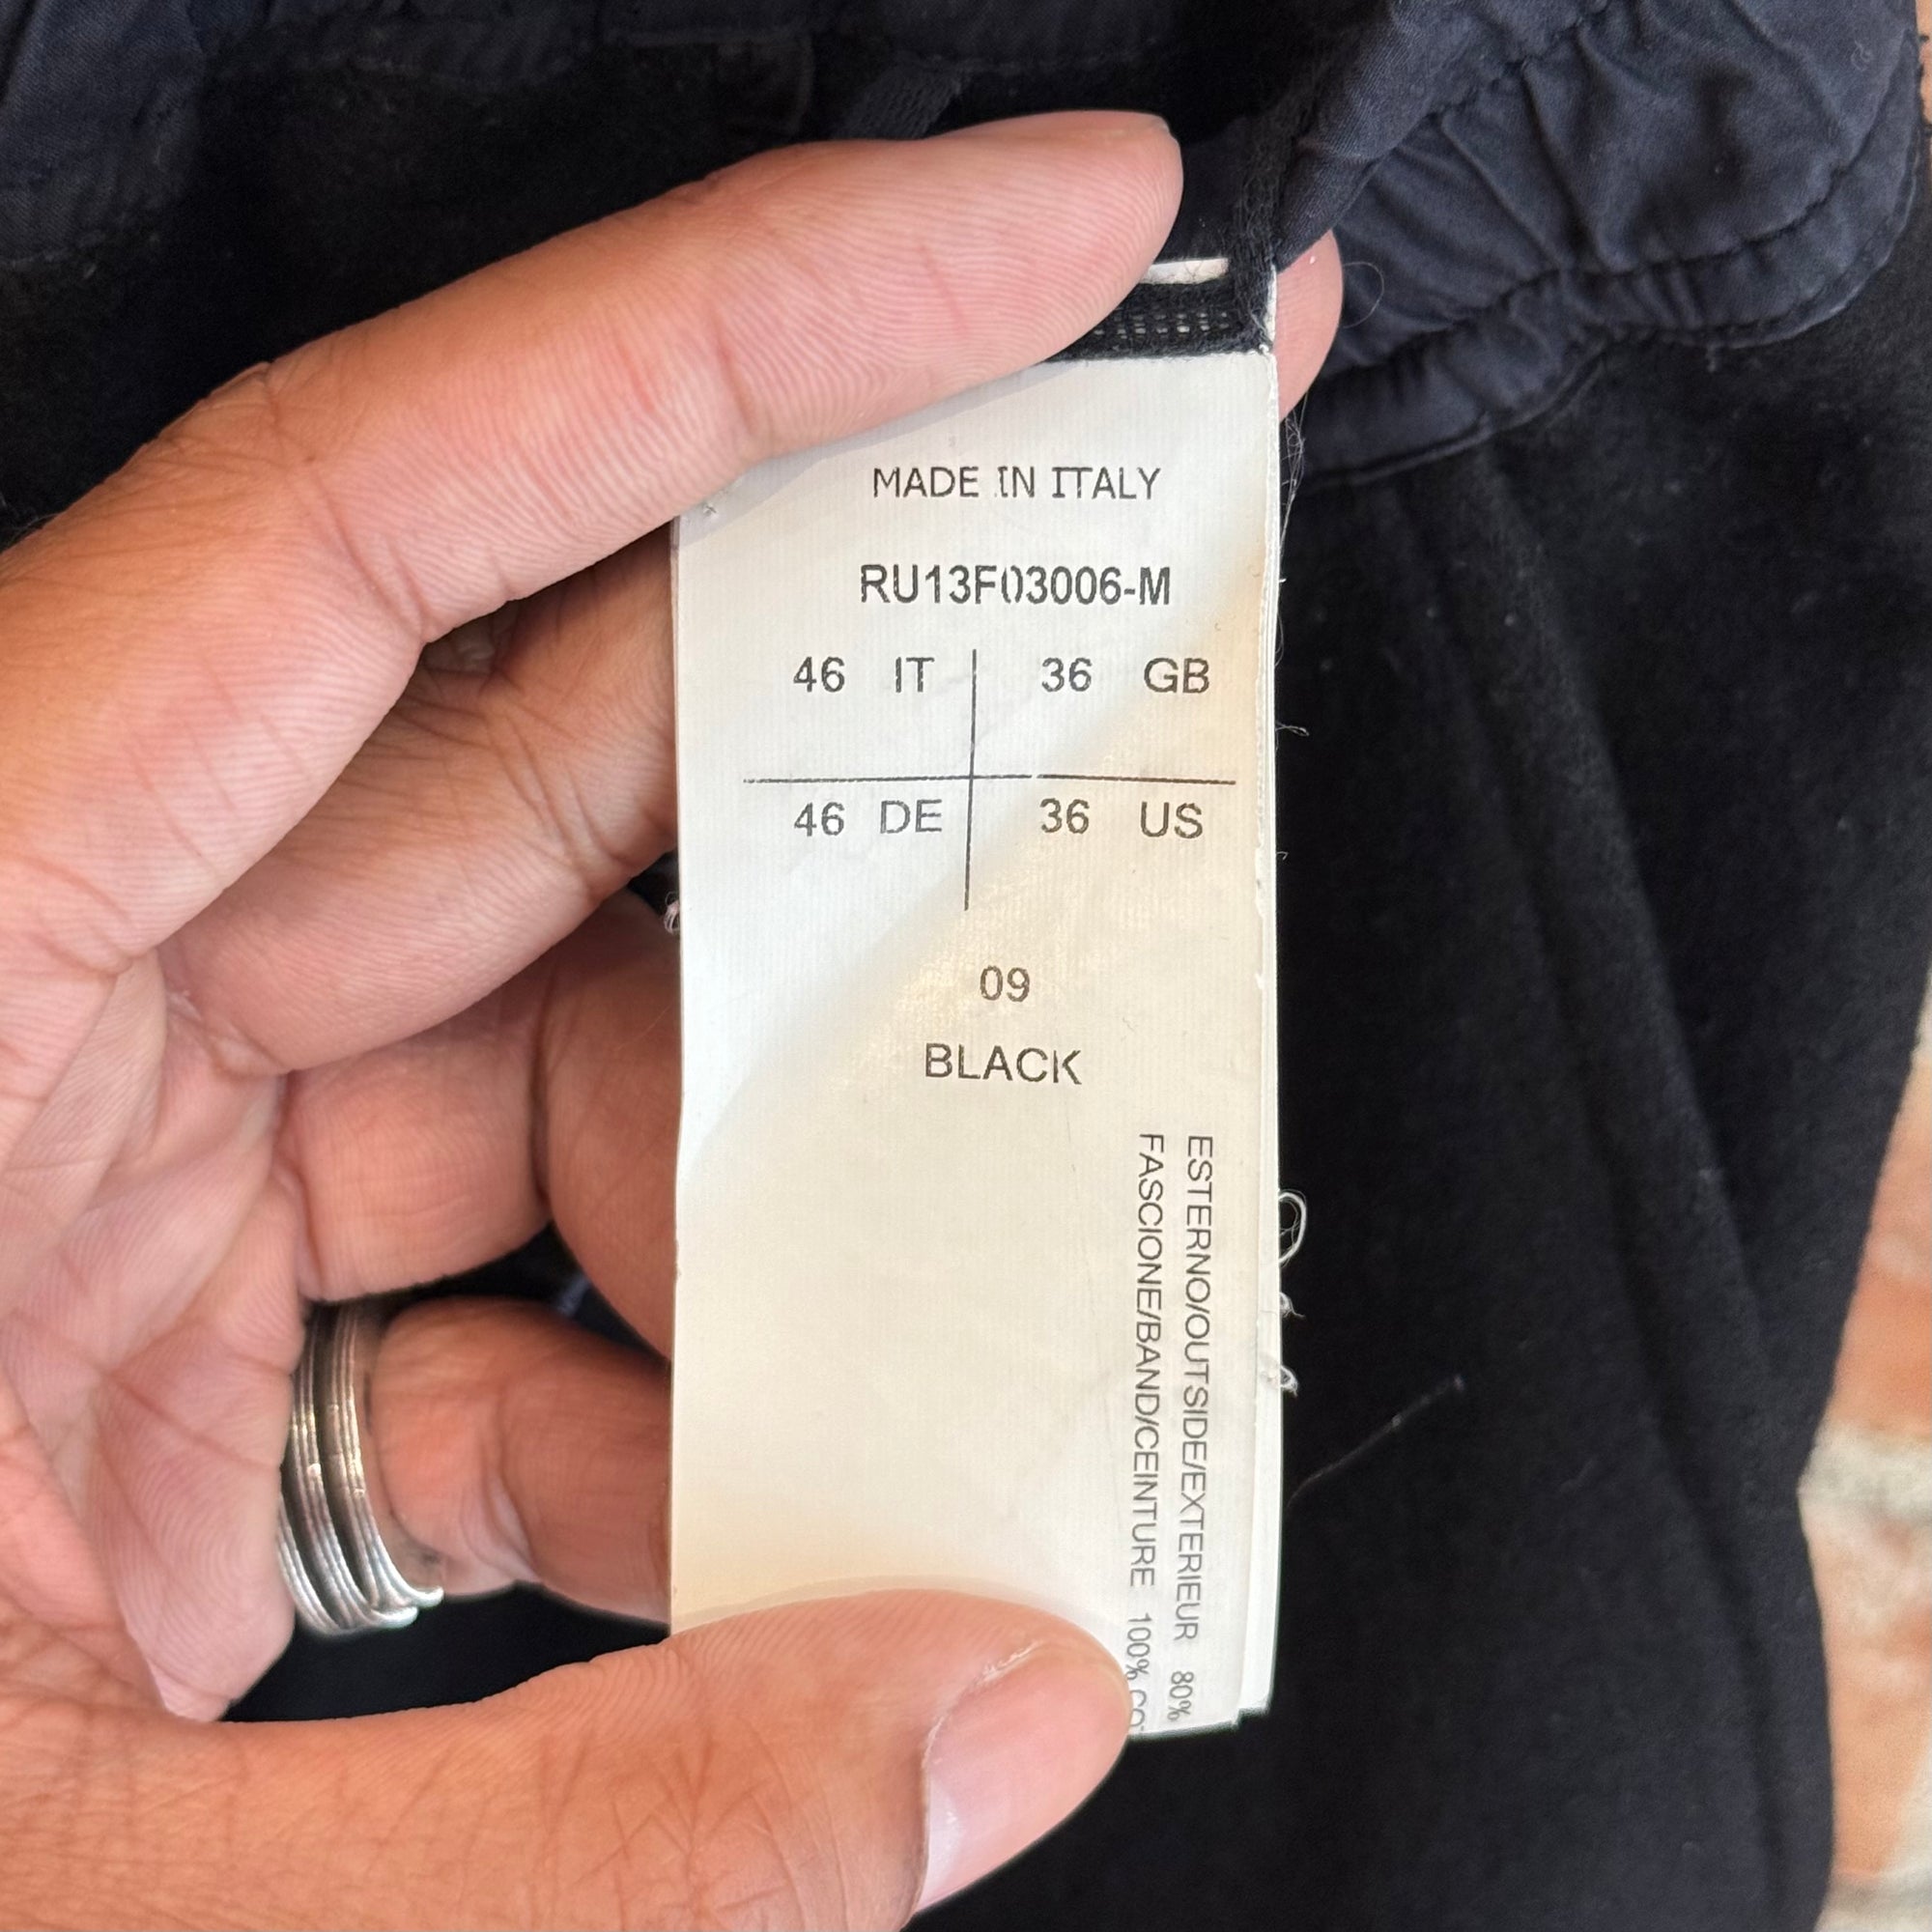 MADE IN ITALY
RU13F03006-M
46 IT 36 GB
46 DE 36 US
09
BLACK
ESTERNO/OUTSIDE/EXTERIEUR 80%
FASCIONE/BAND/CEINTURE 100%